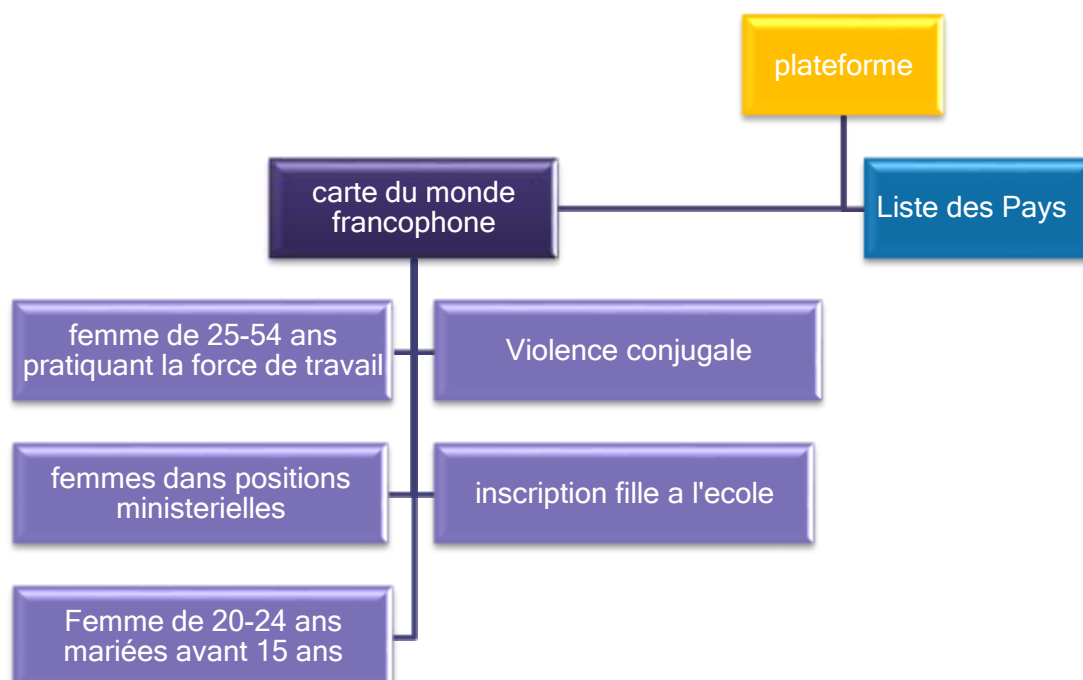 plateforme
carte du monde
francophone
Liste des Pays
femme de 25-54 ans
pratiquant la force de travail
Violence conjugale
femmes dans positions
ministerielles
inscription fille a l'ecole
Femme de 20-24 ans
mariées avant 15 ans